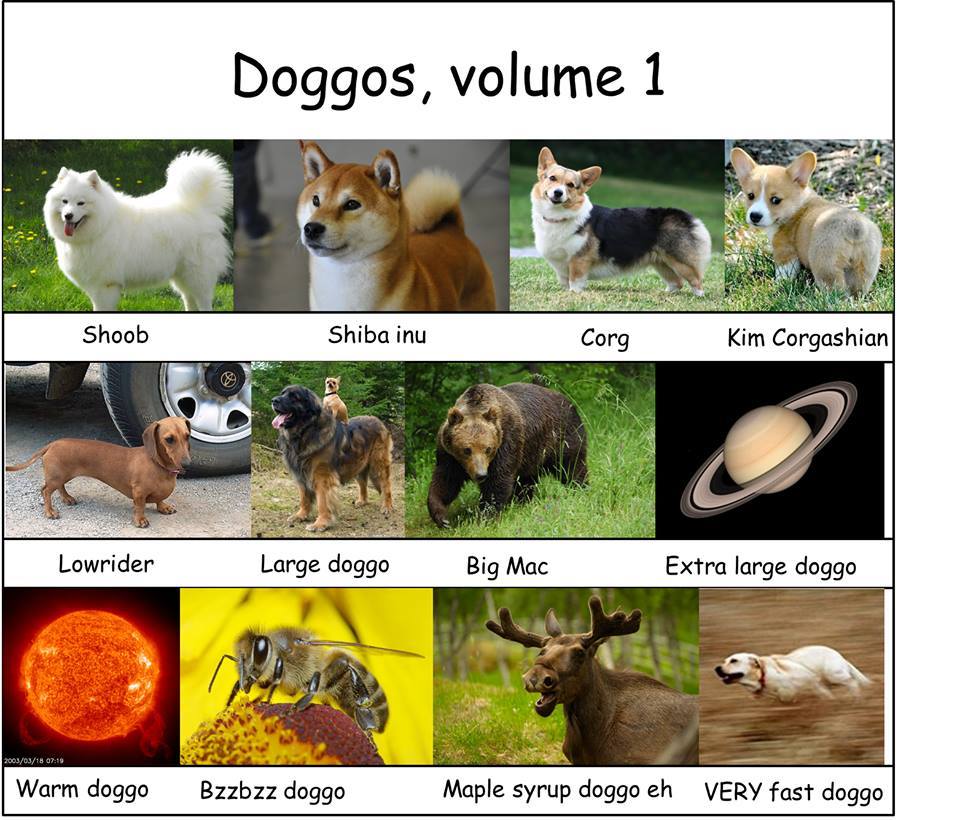 Doggos, volume 1
Shoob
Shiba inu
Corg
Kim Corgashian
Lowrider
Large doggo
Big Mac
Extra large doggo
2003/03/18 07:19
Warm doggo
Bzzbzz doggo
Maple syrup doggo eh
VERY fast doggo